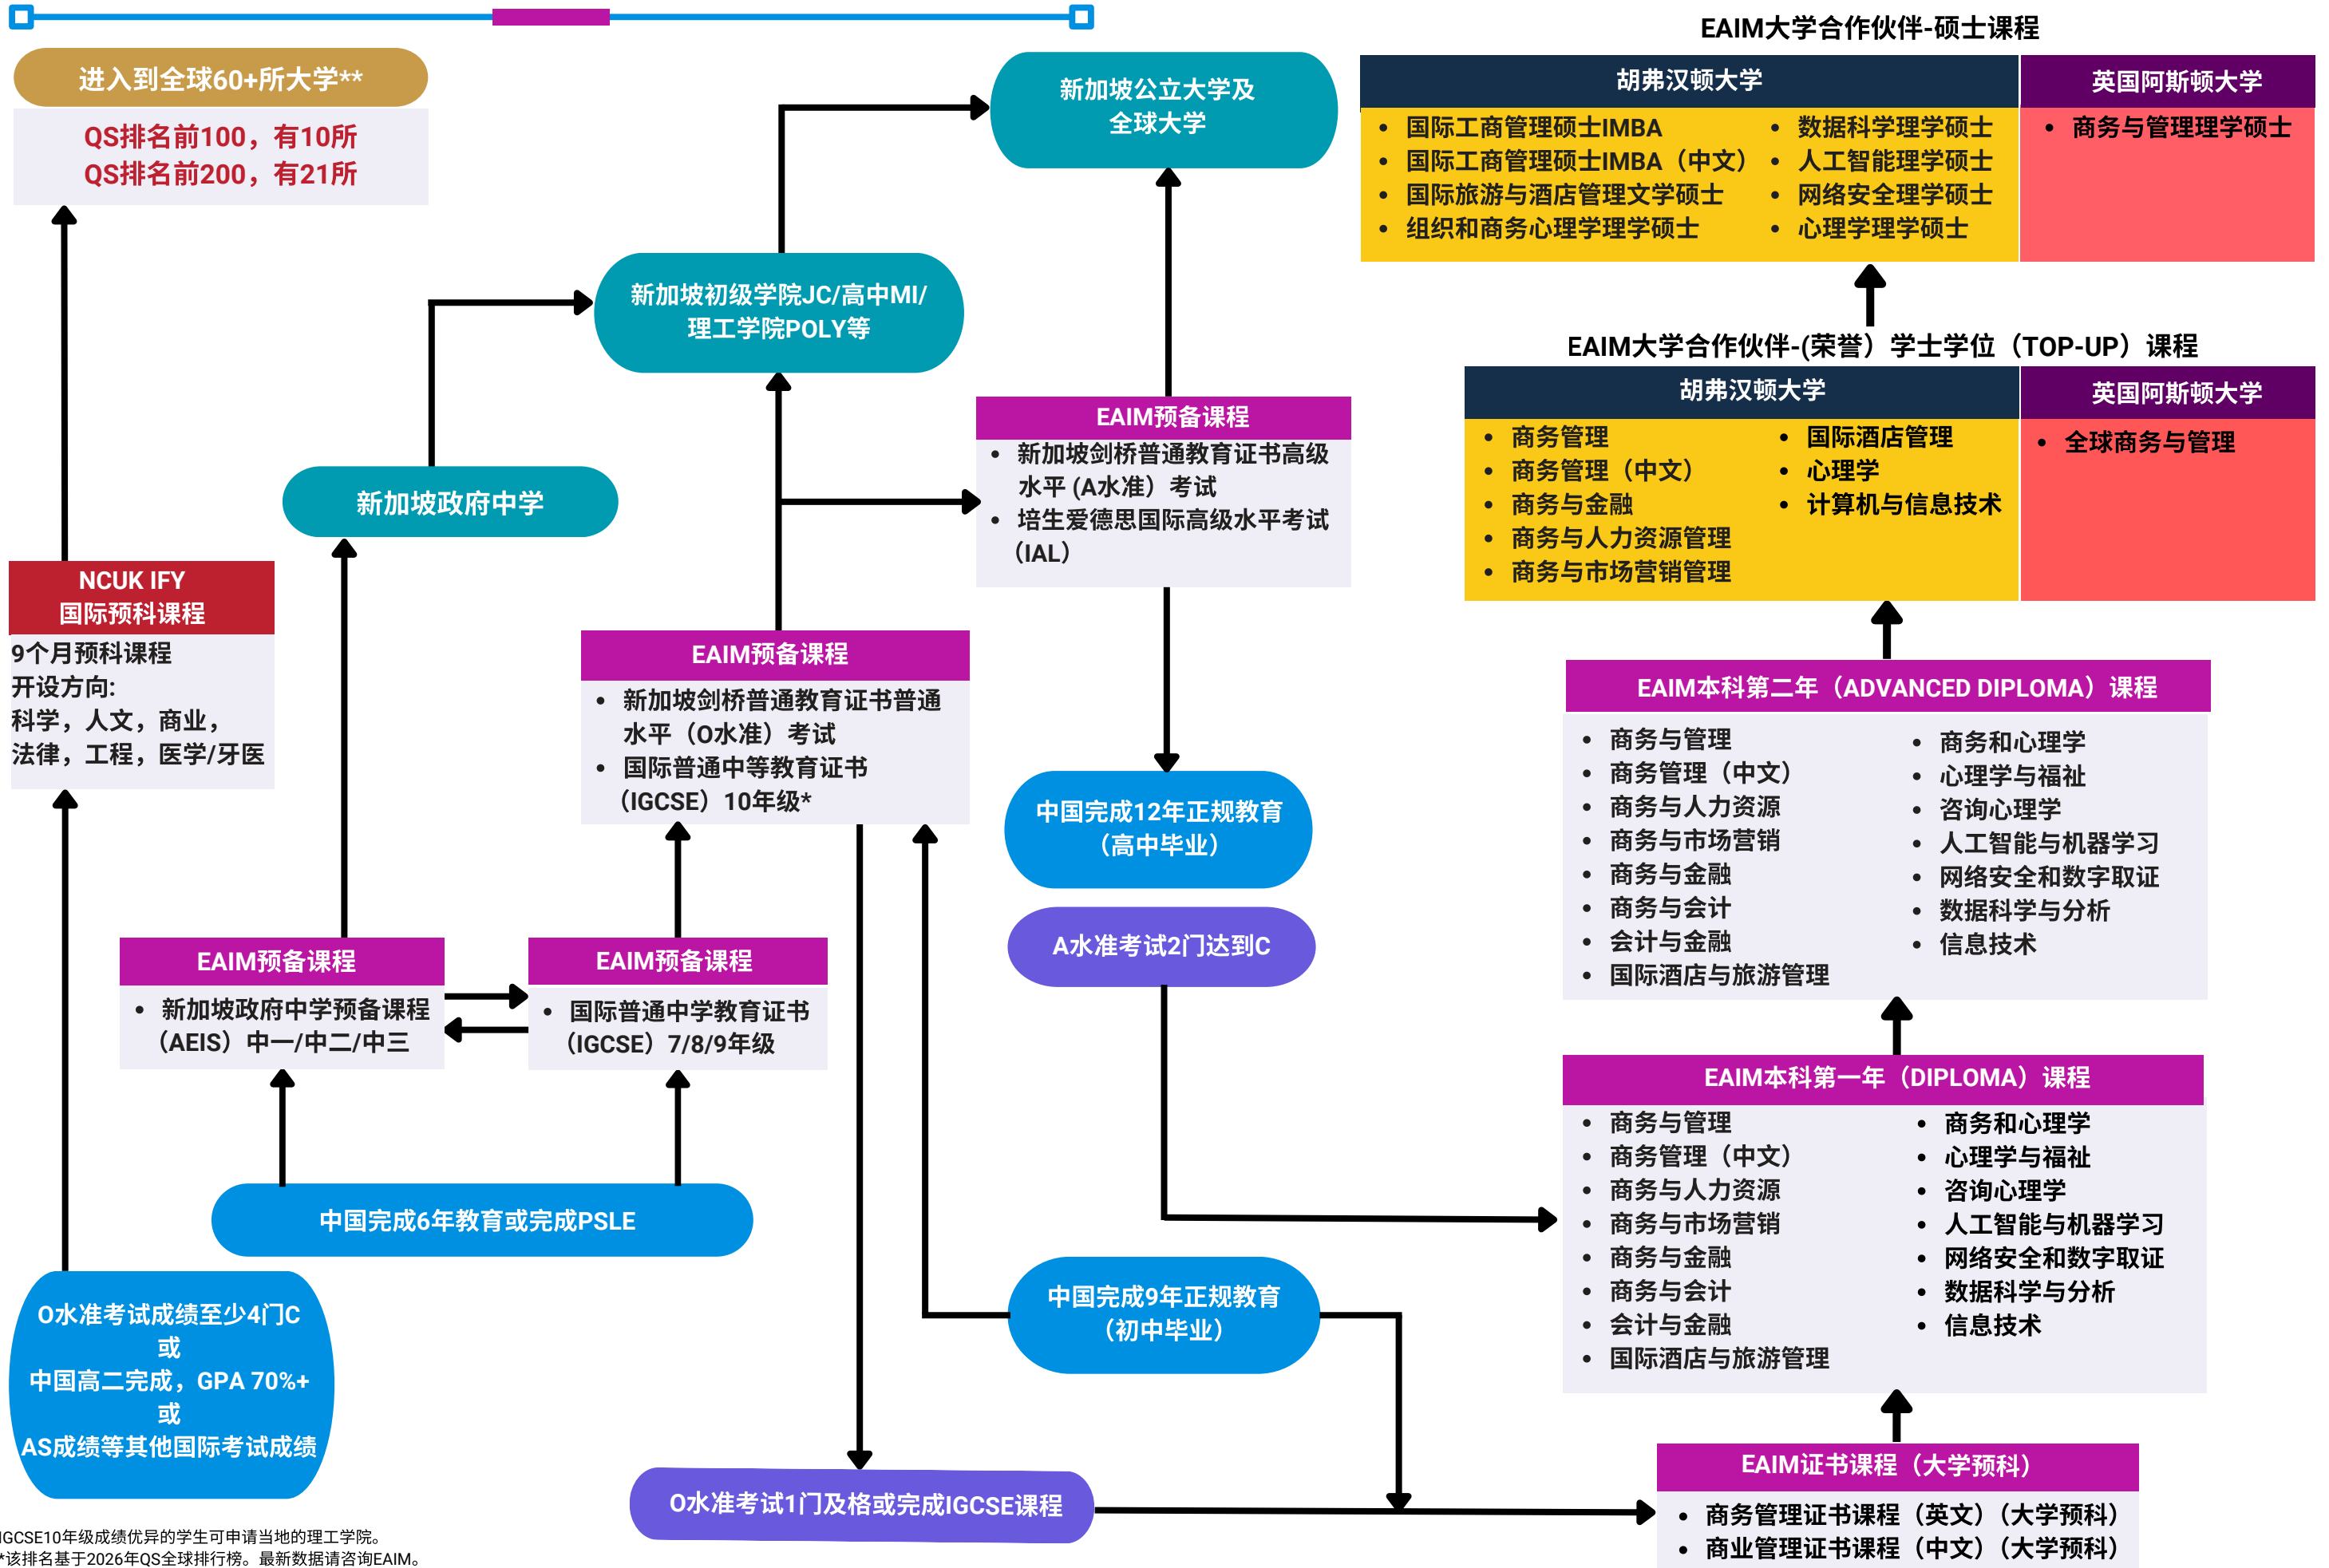 进入到全球60+所大学**
QS排名前100，有10所
QS排名前200，有21所
NCUK IFY
国际预科课程
9个月预科课程
开设方向:
科学，人文，商业，
法律，工程，医学/牙医
O水准考试成绩至少4门C
或
中国高二完成，GPA 70%+
或
AS成绩等其他国际考试成绩
IGCSE10年级成绩优异的学生可申请当地的理工学院。
*该排名基于2026年QS全球排行榜。最新数据请咨询EAIM。
新加坡政府中学
EAIM预备课程
• 新加坡政府中学预备课程
（AEIS）中一/中二/中三
EAIM预备课程
• 国际普通中学教育证书
（IGCSE）7/8/9年级
中国完成6年教育或完成PSLE
新加坡初级学院JC/高中MI/
理工学院POLY等
EAIM预备课程
• 新加坡剑桥普通教育证书普通
水平（O水准）考试
• 国际普通中等教育证书
（IGCSE）10年级*
O水准考试1门及格或完成IGCSE课程
新加坡公立大学及
全球大学
EAIM预备课程
• 新加坡剑桥普通教育证书高级
水平 (A水准）考试
• 培生爱德思国际高级水平考试
（IAL）
中国完成12年正规教育
（高中毕业）
A水准考试2门达到C
中国完成9年正规教育
（初中毕业）
EAIM大学合作伙伴-硕士课程
胡弗汉顿大学
• 国际工商管理硕士IMBA
• 国际工商管理硕士IMBA（中文）
• 国际旅游与酒店管理文学硕士
• 组织和商务心理学理学硕士
• 数据科学理学硕士
• 人工智能理学硕士
• 网络安全理学硕士
• 心理学理学硕士
英国阿斯顿大学
• 商务与管理理学硕士
EAIM大学合作伙伴-(荣誉）学士学位（TOP-UP）课程
胡弗汉顿大学
• 商务管理
• 商务管理（中文）
• 商务与金融
• 商务与人力资源管理
• 商务与市场营销管理
• 国际酒店管理
• 心理学
• 计算机与信息技术
英国阿斯顿大学
• 全球商务与管理
EAIM本科第二年（ADVANCED DIPLOMA）课程
• 商务与管理
• 商务管理（中文）
• 商务与人力资源
• 商务与市场营销
• 商务与金融
• 商务与会计
• 会计与金融
• 国际酒店与旅游管理
• 商务和心理学
• 心理学与福祉
• 咨询心理学
• 人工智能与机器学习
• 网络安全和数字取证
• 数据科学与分析
• 信息技术
EAIM本科第一年（DIPLOMA）课程
• 商务与管理
• 商务管理（中文）
• 商务与人力资源
• 商务与市场营销
• 商务与金融
• 商务与会计
• 会计与金融
• 国际酒店与旅游管理
• 商务和心理学
• 心理学与福祉
• 咨询心理学
• 人工智能与机器学习
• 网络安全和数字取证
• 数据科学与分析
• 信息技术
EAIM证书课程（大学预科）
• 商务管理证书课程（英文）（大学预科）
• 商业管理证书课程（中文）（大学预科）